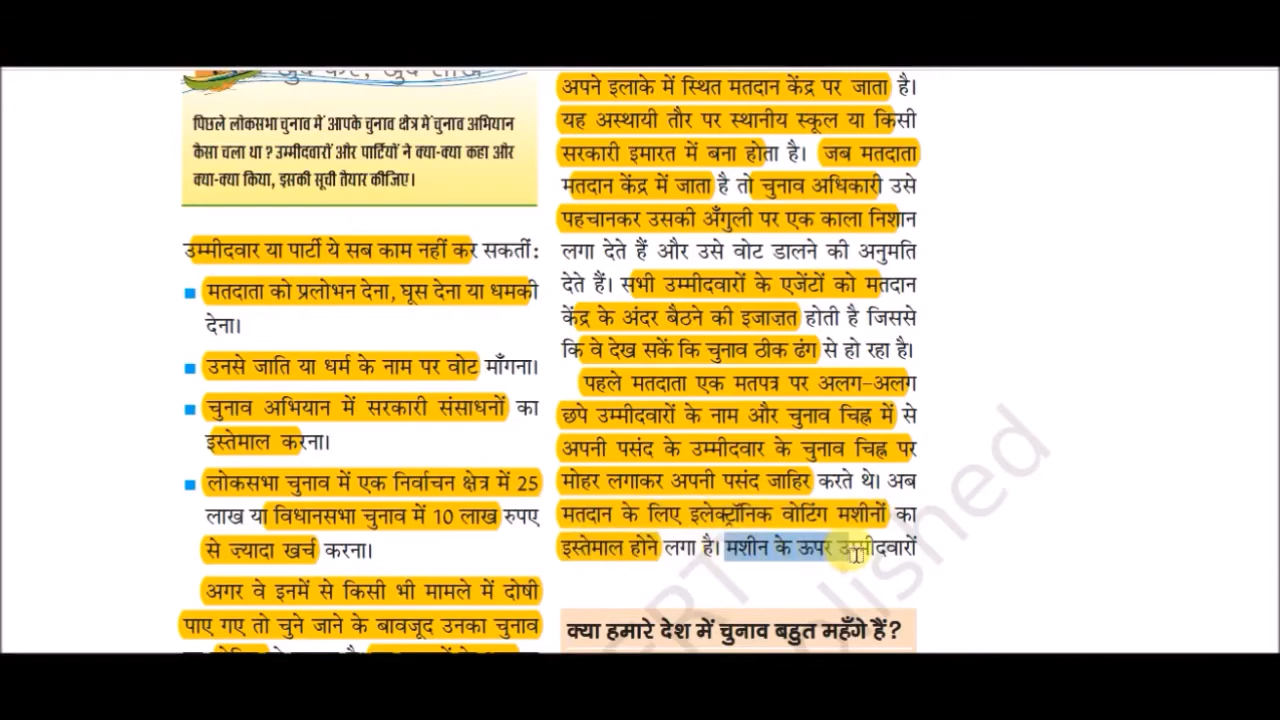 खुद करें, खुद सीखें
पिछले लोकसभा चुनाव में आपके चुनाव क्षेत्र में चुनाव अभियान
कैसा चला था? उम्मीदवारों और पार्टियों ने क्या-क्या कहा और
क्या-क्या किया, इसकी सूची तैयार कीजिए।
उम्मीदवार या पार्टी ये सब काम नहीं कर सकतीं:
मतदाता को प्रलोभन देना, घूस देना या धमकी
देना।
उनसे जाति या धर्म के नाम पर वोट माँगना।
चुनाव अभियान में सरकारी संसाधनों का
इस्तेमाल करना।
लोकसभा चुनाव में एक निर्वाचन क्षेत्र में 25
लाख या विधानसभा चुनाव में 10 लाख रुपए
से ज़्यादा खर्च करना।
अगर वे इनमें से किसी भी मामले में दोषी
पाए गए तो चुने जाने के बावजूद उनका चुनाव
अपने इलाके में स्थित मतदान केंद्र पर जाता है।
यह अस्थायी तौर पर स्थानीय स्कूल या किसी
सरकारी इमारत में बना होता है। जब मतदाता
मतदान केंद्र में जाता है तो चुनाव अधिकारी उसे
पहचानकर उसकी अँगुली पर एक काला निशान
लगा देते हैं और उसे वोट डालने की अनुमति
देते हैं। सभी उम्मीदवारों के एजेंटों को मतदान
केंद्र के अंदर बैठने की इजाज़त होती है जिससे
कि वे देख सकें कि चुनाव ठीक ढंग से हो रहा है।
पहले मतदाता एक मतपत्र पर अलग-अलग
छपे उम्मीदवारों के नाम और चुनाव चिह्न में से
अपनी पसंद के उम्मीदवार के चुनाव चिह्न पर
मोहर लगाकर अपनी पसंद जाहिर करते थे। अब
मतदान के लिए इलेक्ट्रॉनिक वोटिंग मशीनों का
इस्तेमाल होने लगा है। मशीन के ऊपर उम्मीदवारों
क्या हमारे देश में चुनाव बहुत महँगे हैं?